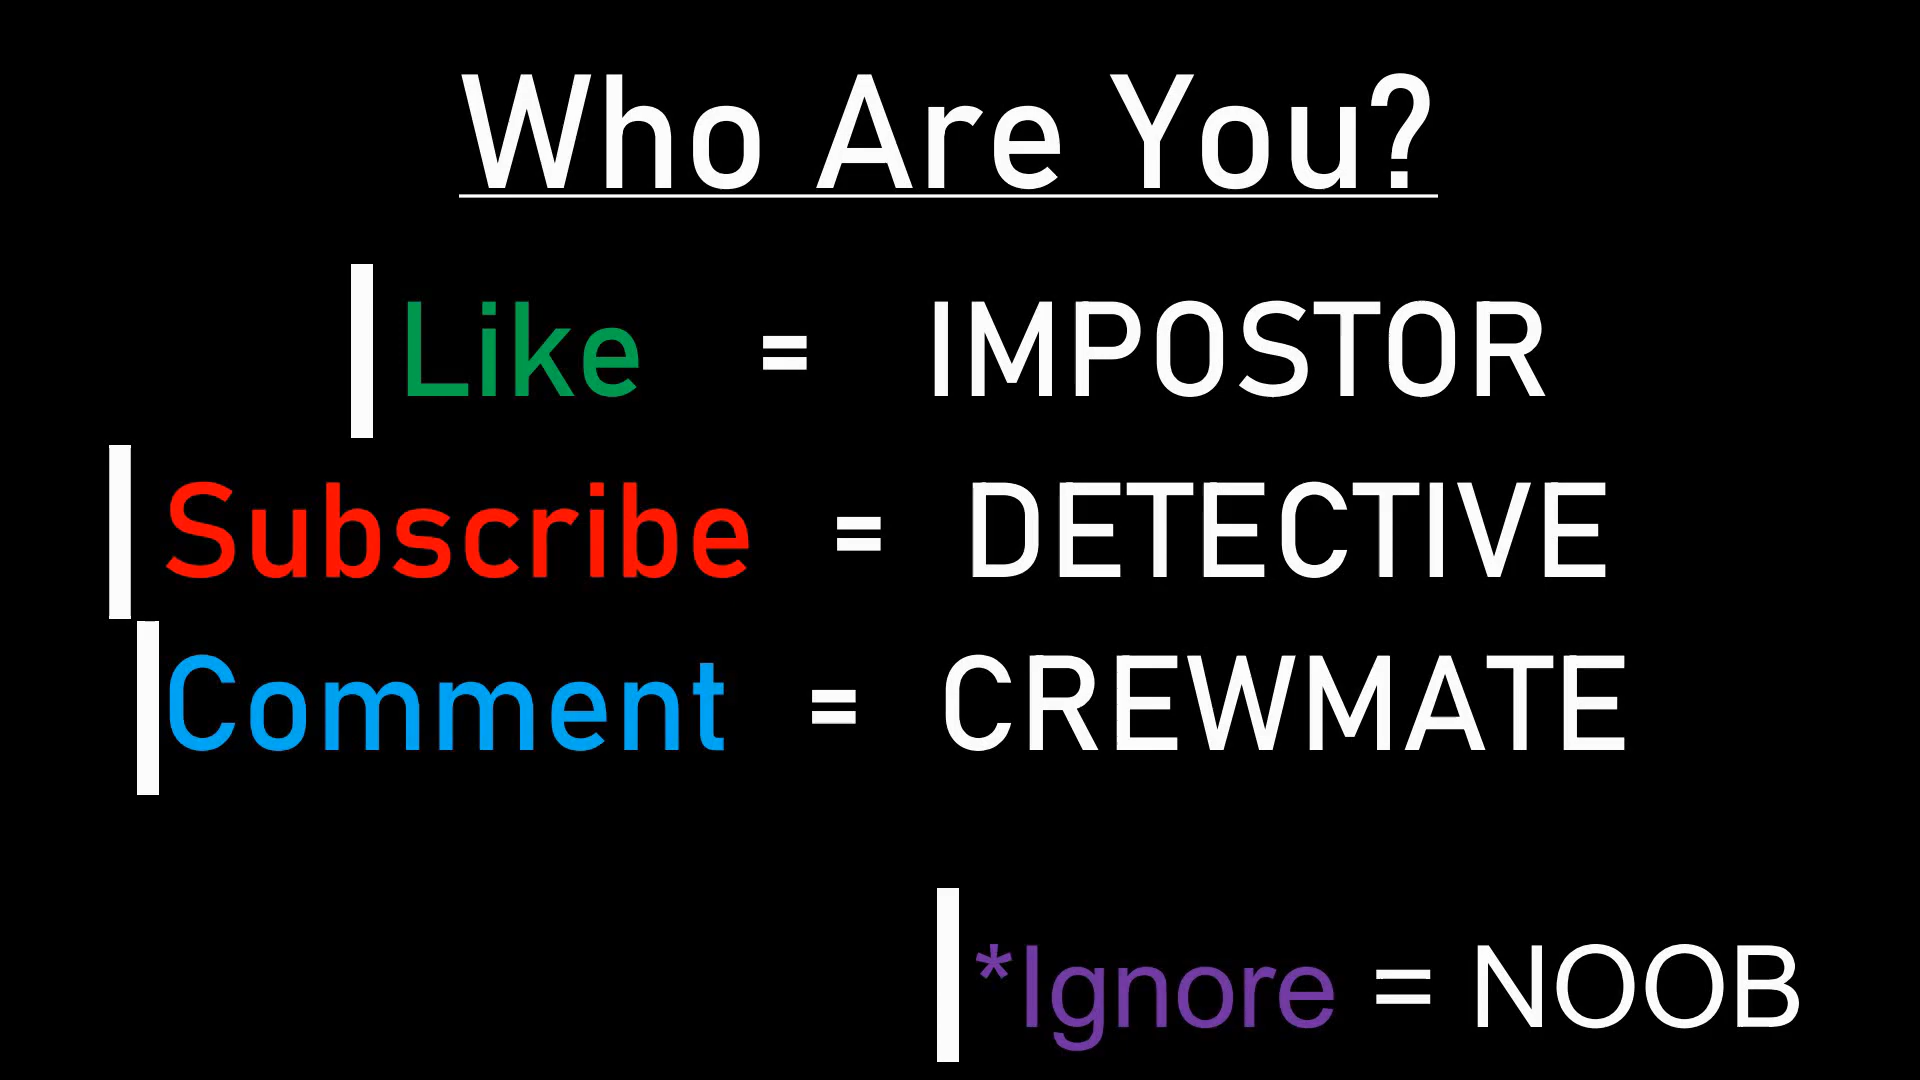 Who Are You?
Like = IMPOSTOR
Subscribe = DETECTIVE
Comment = CREWMATE
*Ignore = NOOB